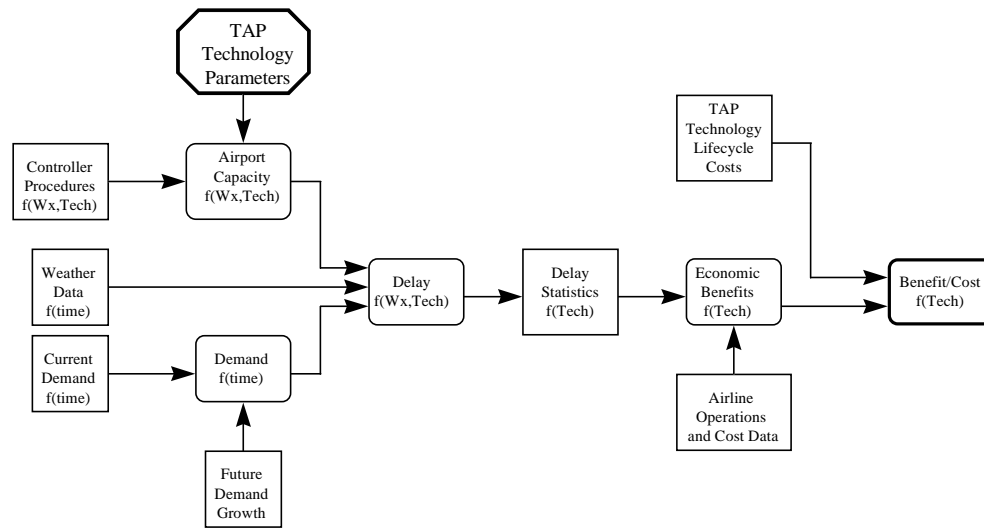 TAP
Technology
Parameters
TAP
Technology
Lifecycle
Costs
Controller
Procedures
f(Wx,Tech)
Airport
Capacity
f(Wx,Tech)
Weather
Data
f(time)
Delay
f(Wx,Tech)
Delay
Statistics
f(Tech)
Economic
Benefits
f(Tech)
Benefit/Cost
f(Tech)
Current
Demand
f(time)
Demand
f(time)
Airline
Operations
and Cost Data
Future
Demand
Growth